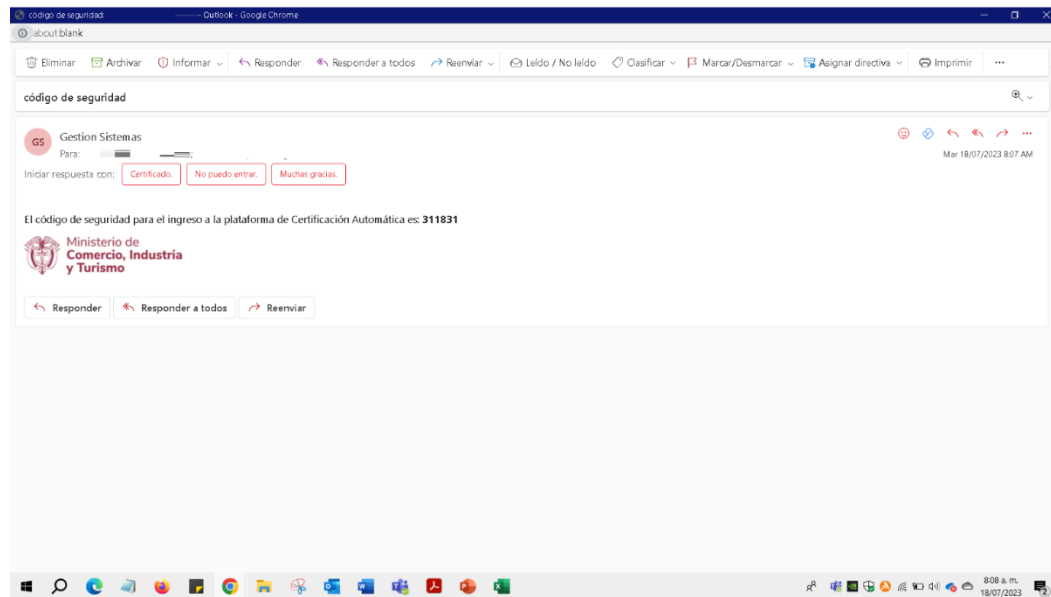 código de seguridad: Outlook - Google Chrome
about:blank
Eliminar Archivar Informar Responder Responder a todos Reenviar Leído / No leído Clasificar Marcar/Desmarcar Asignar directiva Imprimir ...
código de seguridad
GS Gestion Sistemas
Para:
Mar 18/07/2023 8:07 AM
Iniciar respuesta con: Certificado. No puedo entrar. Muchas gracias.
El código de seguridad para el ingreso a la plataforma de Certificación Automática es: 311831
Ministerio de
Comercio, Industria
y Turismo
Responder Responder a todos Reenviar
8:08 a. m.
18/07/2023